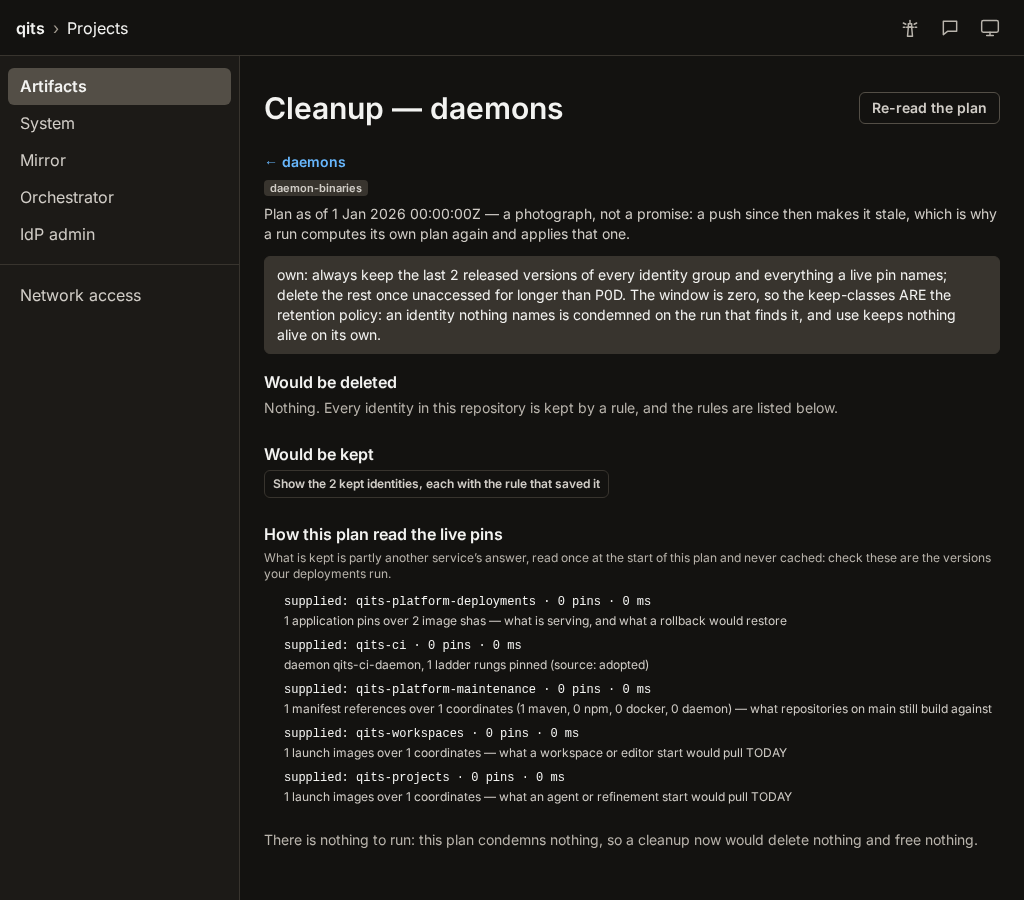 qits › Projects
Artifacts
System
Mirror
Orchestrator
IdP admin
Network access
Cleanup — daemons
Re-read the plan
← daemons
daemon-binaries
Plan as of 1 Jan 2026 00:00:00Z — a photograph, not a promise: a push since then makes it stale, which is why
a run computes its own plan again and applies that one.
own: always keep the last 2 released versions of every identity group and everything a live pin names;
delete the rest once unaccessed for longer than P0D. The window is zero, so the keep-classes ARE the
retention policy: an identity nothing names is condemned on the run that finds it, and use keeps nothing
alive on its own.
Would be deleted
Nothing. Every identity in this repository is kept by a rule, and the rules are listed below.
Would be kept
Show the 2 kept identities, each with the rule that saved it
How this plan read the live pins
What is kept is partly another service's answer, read once at the start of this plan and never cached: check these are the versions
your deployments run.
supplied: qits-platform-deployments · 0 pins · 0 ms
1 application pins over 2 image shas — what is serving, and what a rollback would restore
supplied: qits-ci · 0 pins · 0 ms
daemon qits-ci-daemon, 1 ladder rungs pinned (source: adopted)
supplied: qits-platform-maintenance · 0 pins · 0 ms
1 manifest references over 1 coordinates (1 maven, 0 npm, 0 docker, 0 daemon) — what repositories on main still build against
supplied: qits-workspaces · 0 pins · 0 ms
1 launch images over 1 coordinates — what a workspace or editor start would pull TODAY
supplied: qits-projects · 0 pins · 0 ms
1 launch images over 1 coordinates — what an agent or refinement start would pull TODAY
There is nothing to run: this plan condemns nothing, so a cleanup now would delete nothing and free nothing.